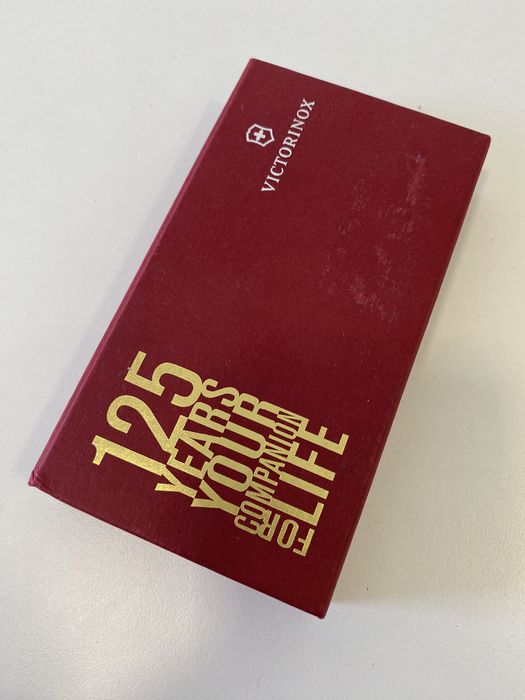 VICTORINOX
125
YEARS
YOUR
COMPANION
FOR LIFE